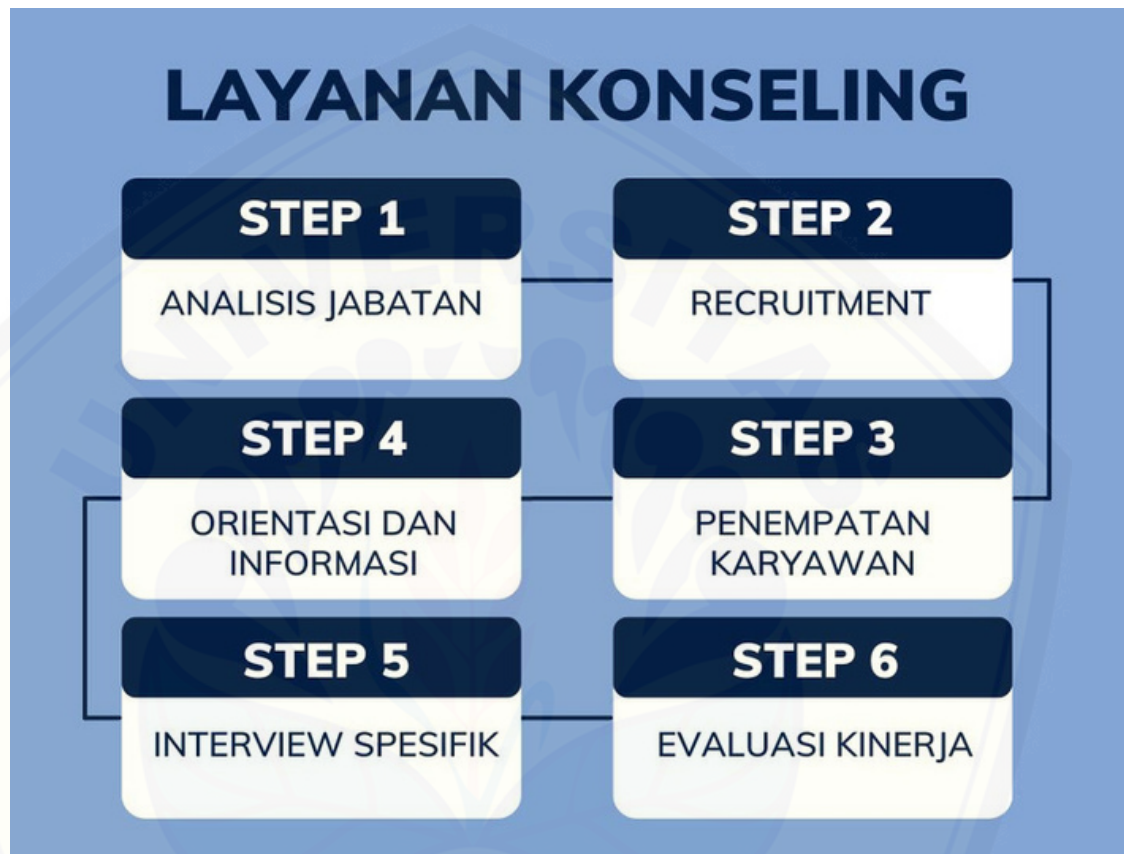 LAYANAN KONSELING
STEP 1
ANALISIS JABATAN
STEP 2
RECRUITMENT
STEP 3
PENEMPATAN
KARYAWAN
STEP 4
ORIENTASI DAN
INFORMASI
STEP 5
INTERVIEW SPESIFIK
STEP 6
EVALUASI KINERJA
UNIVERSITAS